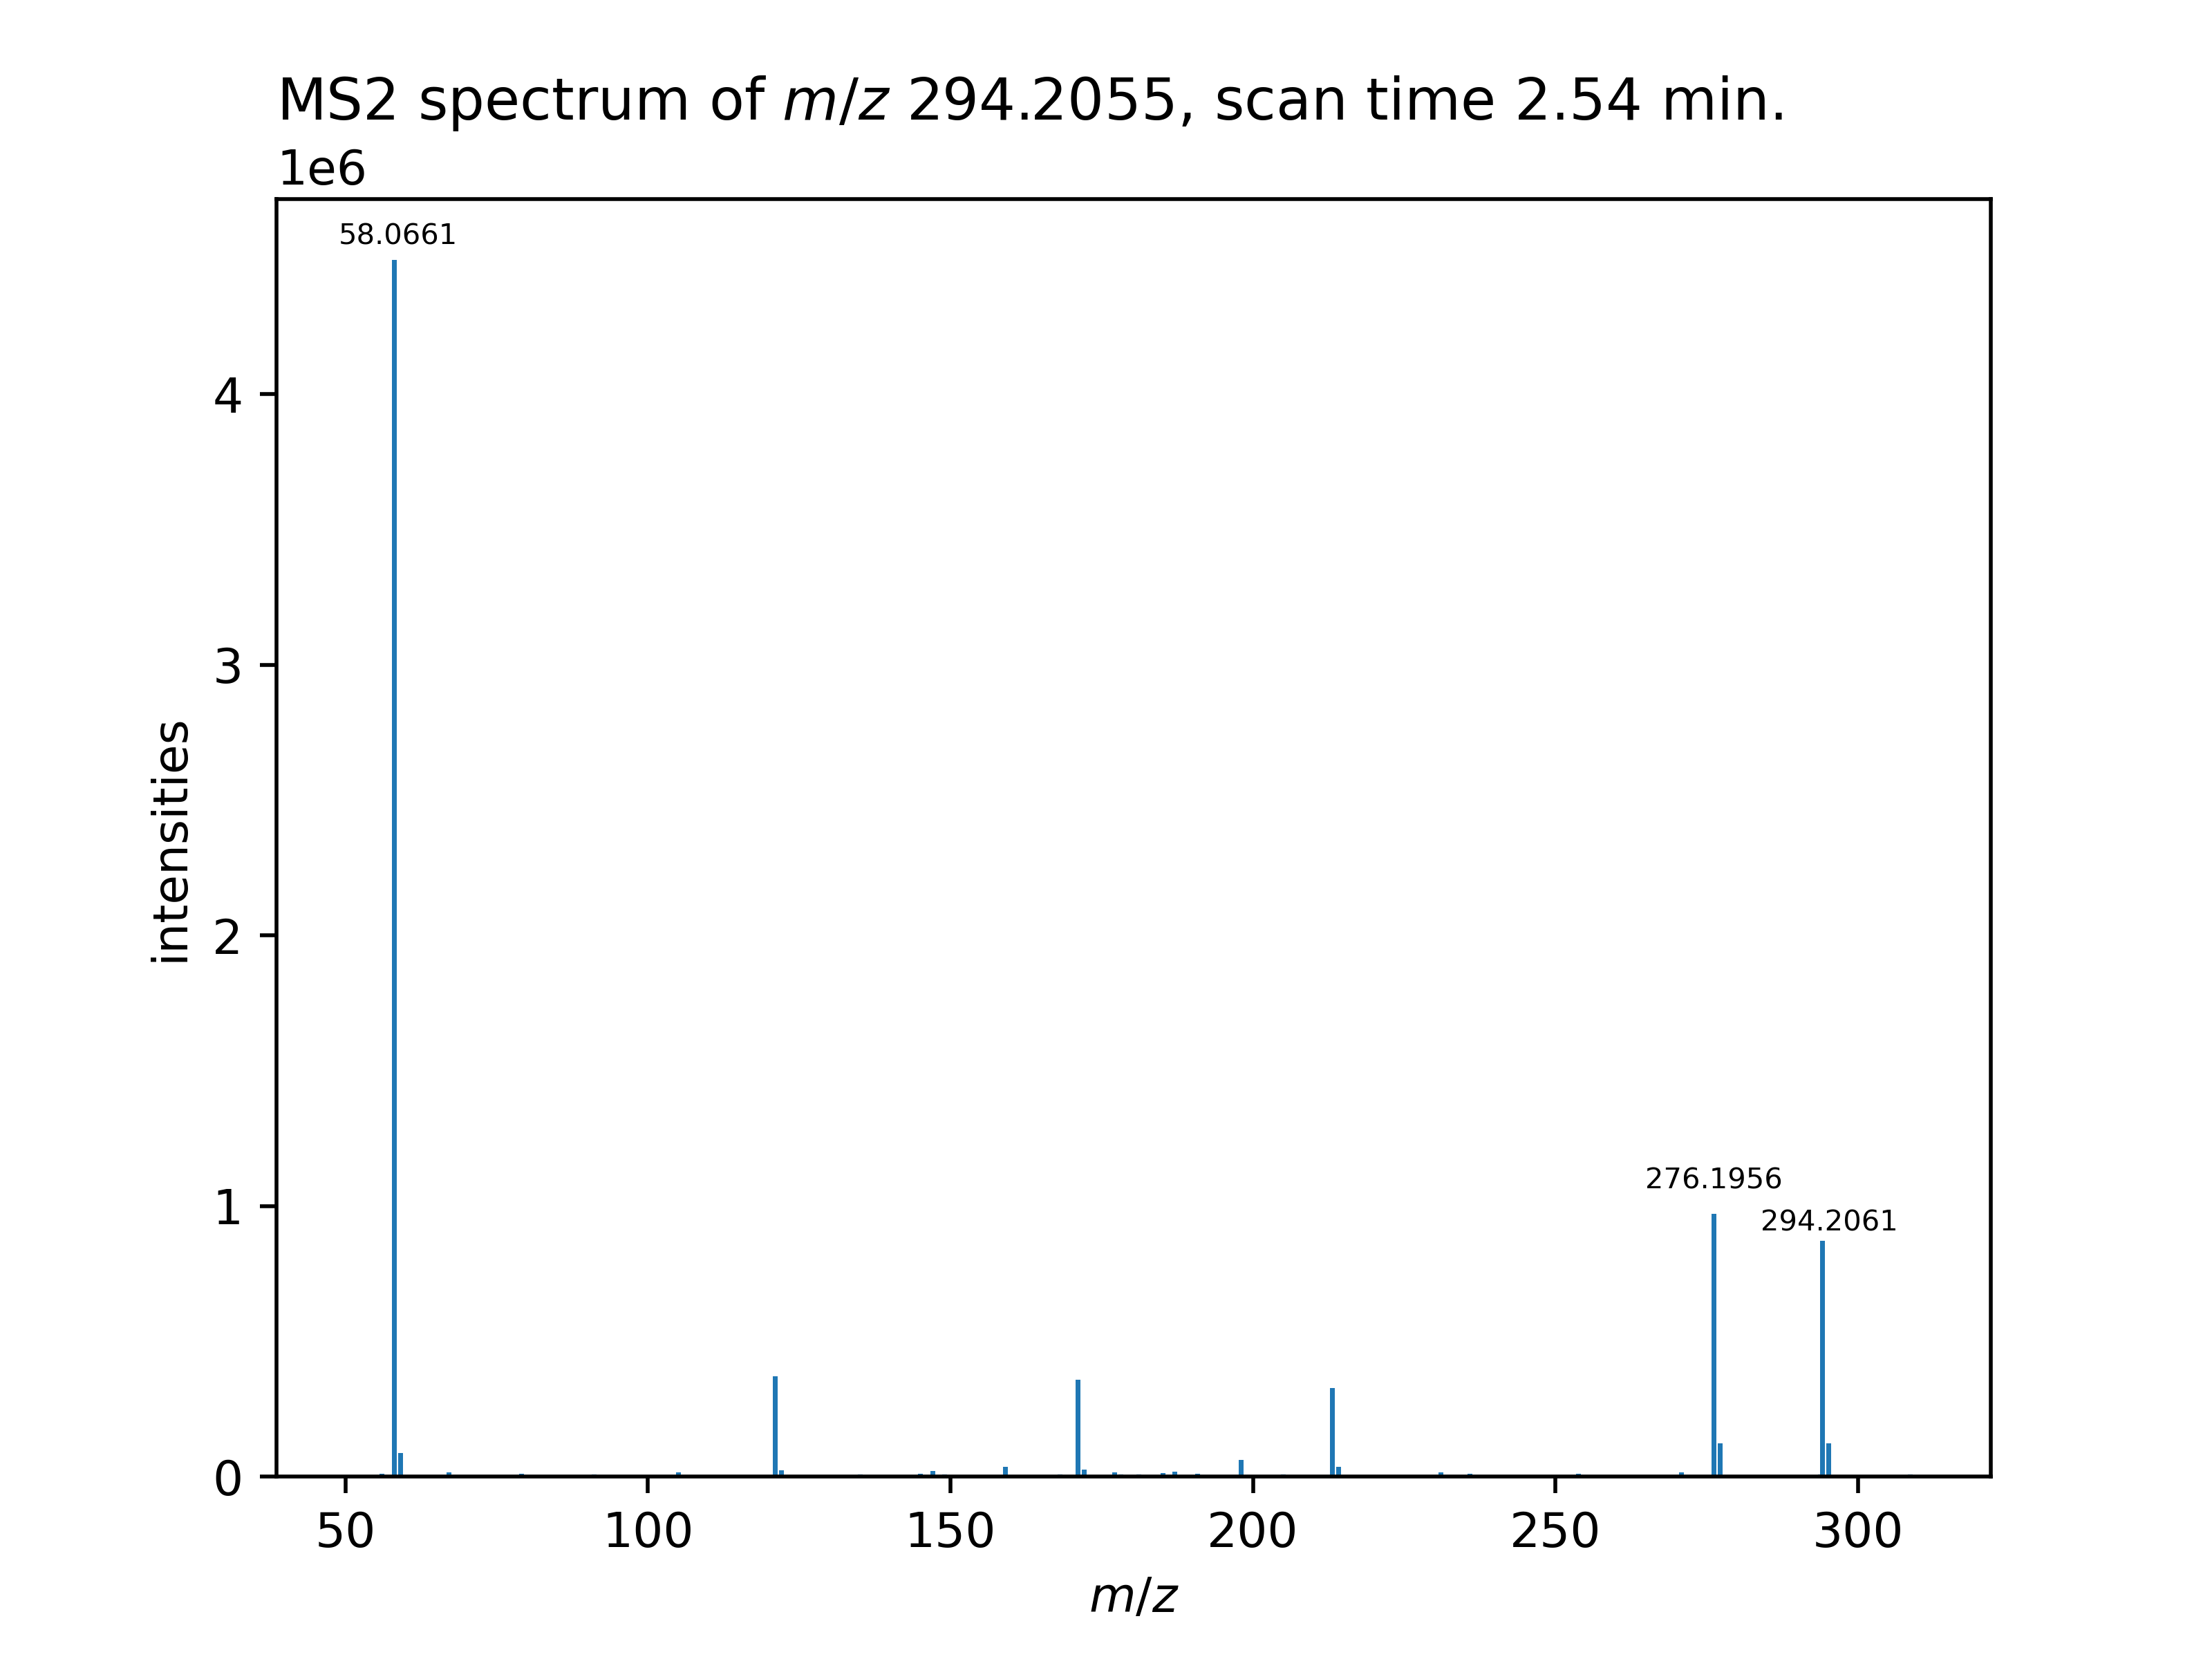 MS2 spectrum of m/z 294.2055, scan time 2.54 min.
1e6
58.0661
4
3
2
1
0
intensities
276.1956
294.2061
50 100 150 200 250 300
m/z